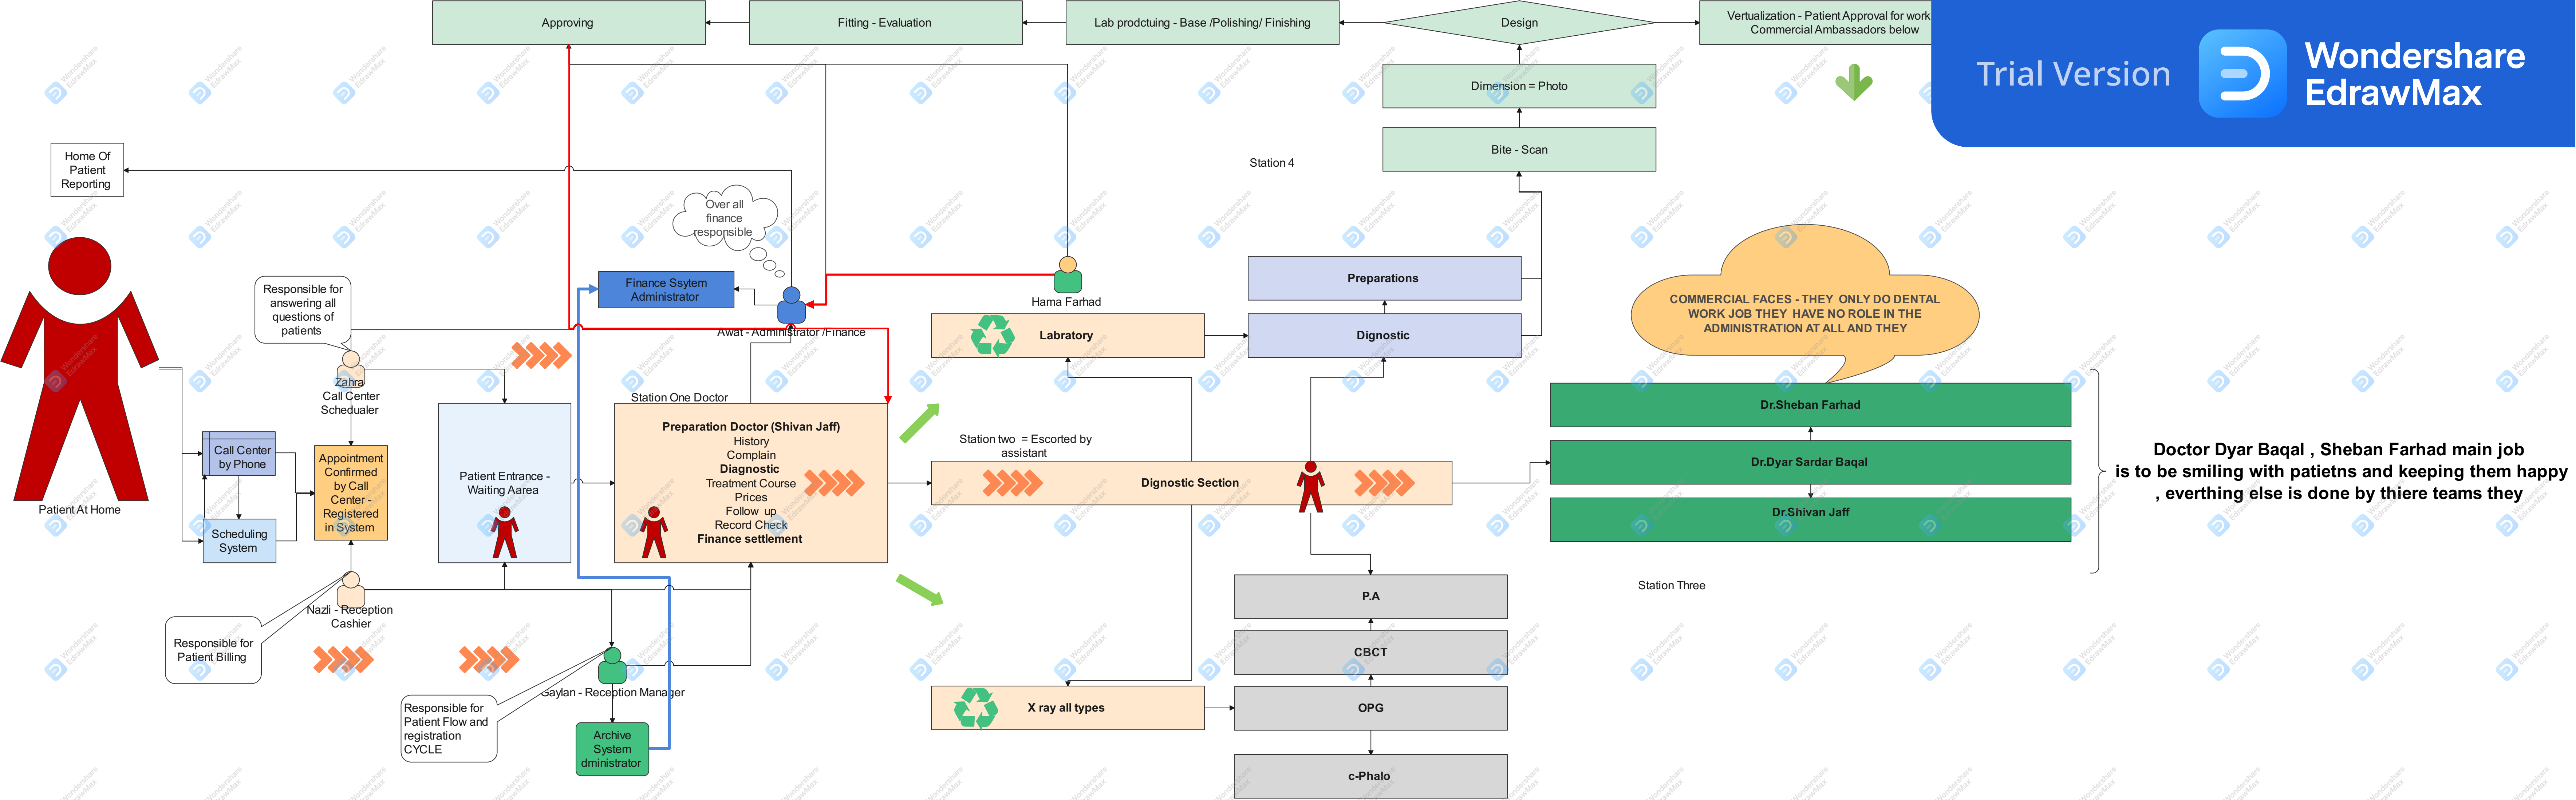 Approving
Fitting - Evaluation
Lab prodctuing - Base /Polishing/ Finishing
Design
Vertualization - Patient Approval for work
Commercial Ambassadors below
Trial Version
Wondershare
EdrawMax
Dimension = Photo
Bite - Scan
Station 4
Home Of
Patient
Reporting
Over all
finance
responsible
Finance Ssytem
Administrator
Hama Farhad
Awat - Administrator /Finance
Responsible for
answering all
questions of
patients
Zahra
Call Center
Schedualer
Preparations
Labratory
Dignostic
COMMERCIAL FACES - THEY ONLY DO DENTAL
WORK JOB THEY HAVE NO ROLE IN THE
ADMINISTRATION AT ALL AND THEY
Station One Doctor
Preparation Doctor (Shivan Jaff)
History
Complain
Diagnostic
Treatment Course
Prices
Follow up
Record Check
Finance settlement
Patient Entrance -
Waiting Aarea
Call Center
by Phone
Scheduling
System
Appointment
Confirmed
by Call
Center -
Registered
in System
Patient At Home
Station two = Escorted by
assistant
Dignostic Section
Dr.Sheban Farhad
Dr.Dyar Sardar Baqal
Dr.Shivan Jaff
Doctor Dyar Baqal , Sheban Farhad main job
is to be smiling with patietns and keeping them happy
, everthing else is done by thiere teams they
Station Three
Nazli - Reception
Cashier
Responsible for
Patient Billing
Gaylan - Reception Manager
Responsible for
Patient Flow and
registration
CYCLE
Archive
System
dministrator
P.A
CBCT
X ray all types
OPG
c-Phalo